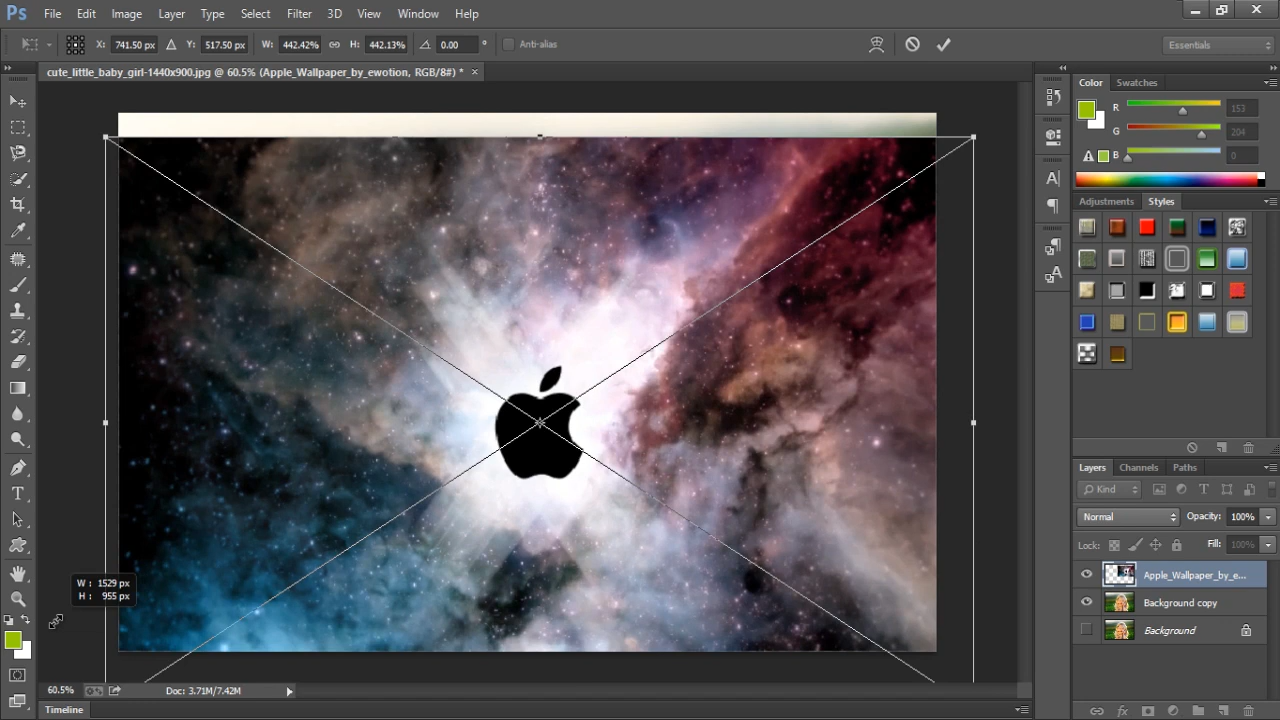 Ps File Edit Image Layer Type Select Filter 3D View Window Help
X: 741.50 px Y: 517.50 px W: 442.42% H: 442.13% 0.00 ° Anti-alias Essentials
cute_little_baby_girl-1440x900.jpg @ 60.5% (Apple_Wallpaper_by_ewotion, RGB/8#) * ×
Color Swatches
R 153
G 204
B 0
Adjustments Styles
W : 1529 px
H : 955 px
Layers Channels Paths
Kind
Normal Opacity: 100%
Lock: Fill: 100%
Apple_Wallpaper_by_e...
Background copy
Background
60.5% Doc: 3.71M/7.42M
Timeline